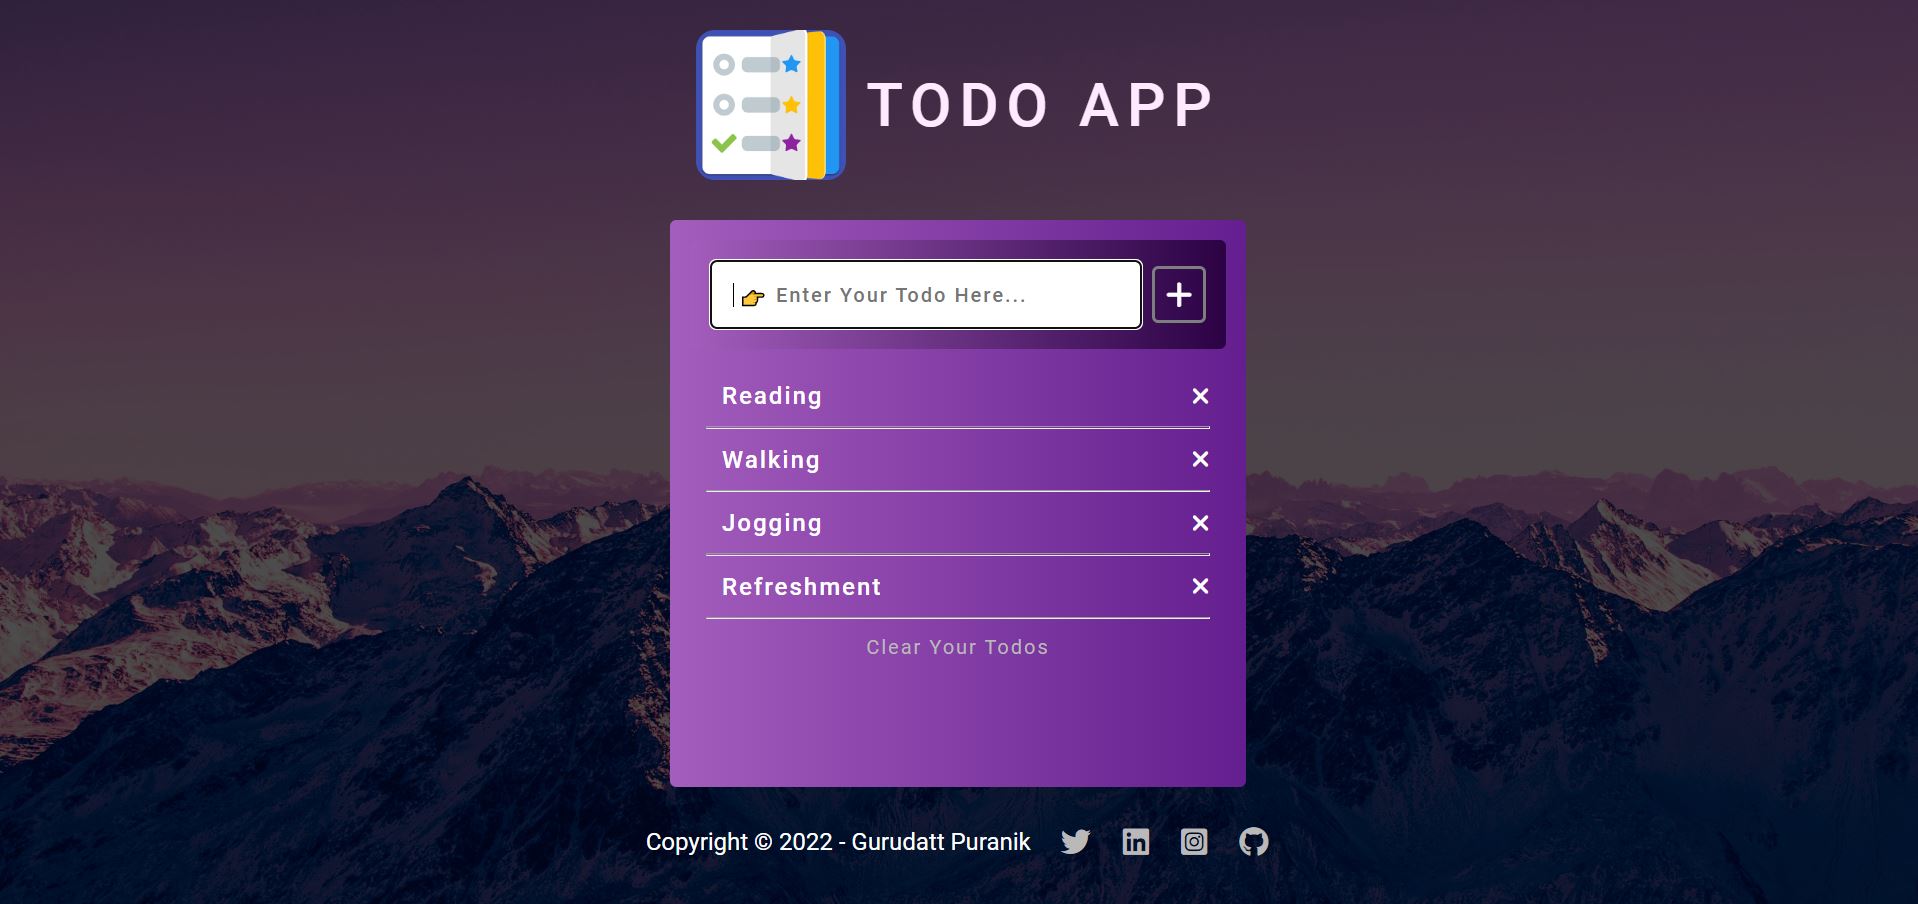 TODO APP
👉 Enter Your Todo Here...
Reading
Walking
Jogging
Refreshment
Clear Your Todos
Copyright © 2022 - Gurudatt Puranik